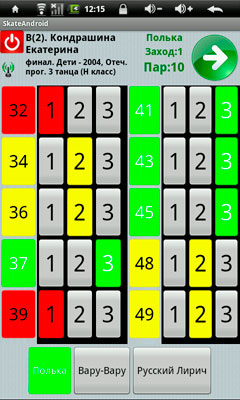 12:15
SkateAndroid
В(2). Кондрашина
Екатерина
финал. Дети - 2004, Отеч.
прог. 3 танца (Н класс)
Полька
Заход:1
Пар:10
32 1 2 3 41 1 2 3
34 1 2 3 43 1 2 3
36 1 2 3 45 1 2 3
37 1 2 3 48 1 2 3
39 1 2 3 49 1 2 3
Полька Вару-Вару Русский Лирич